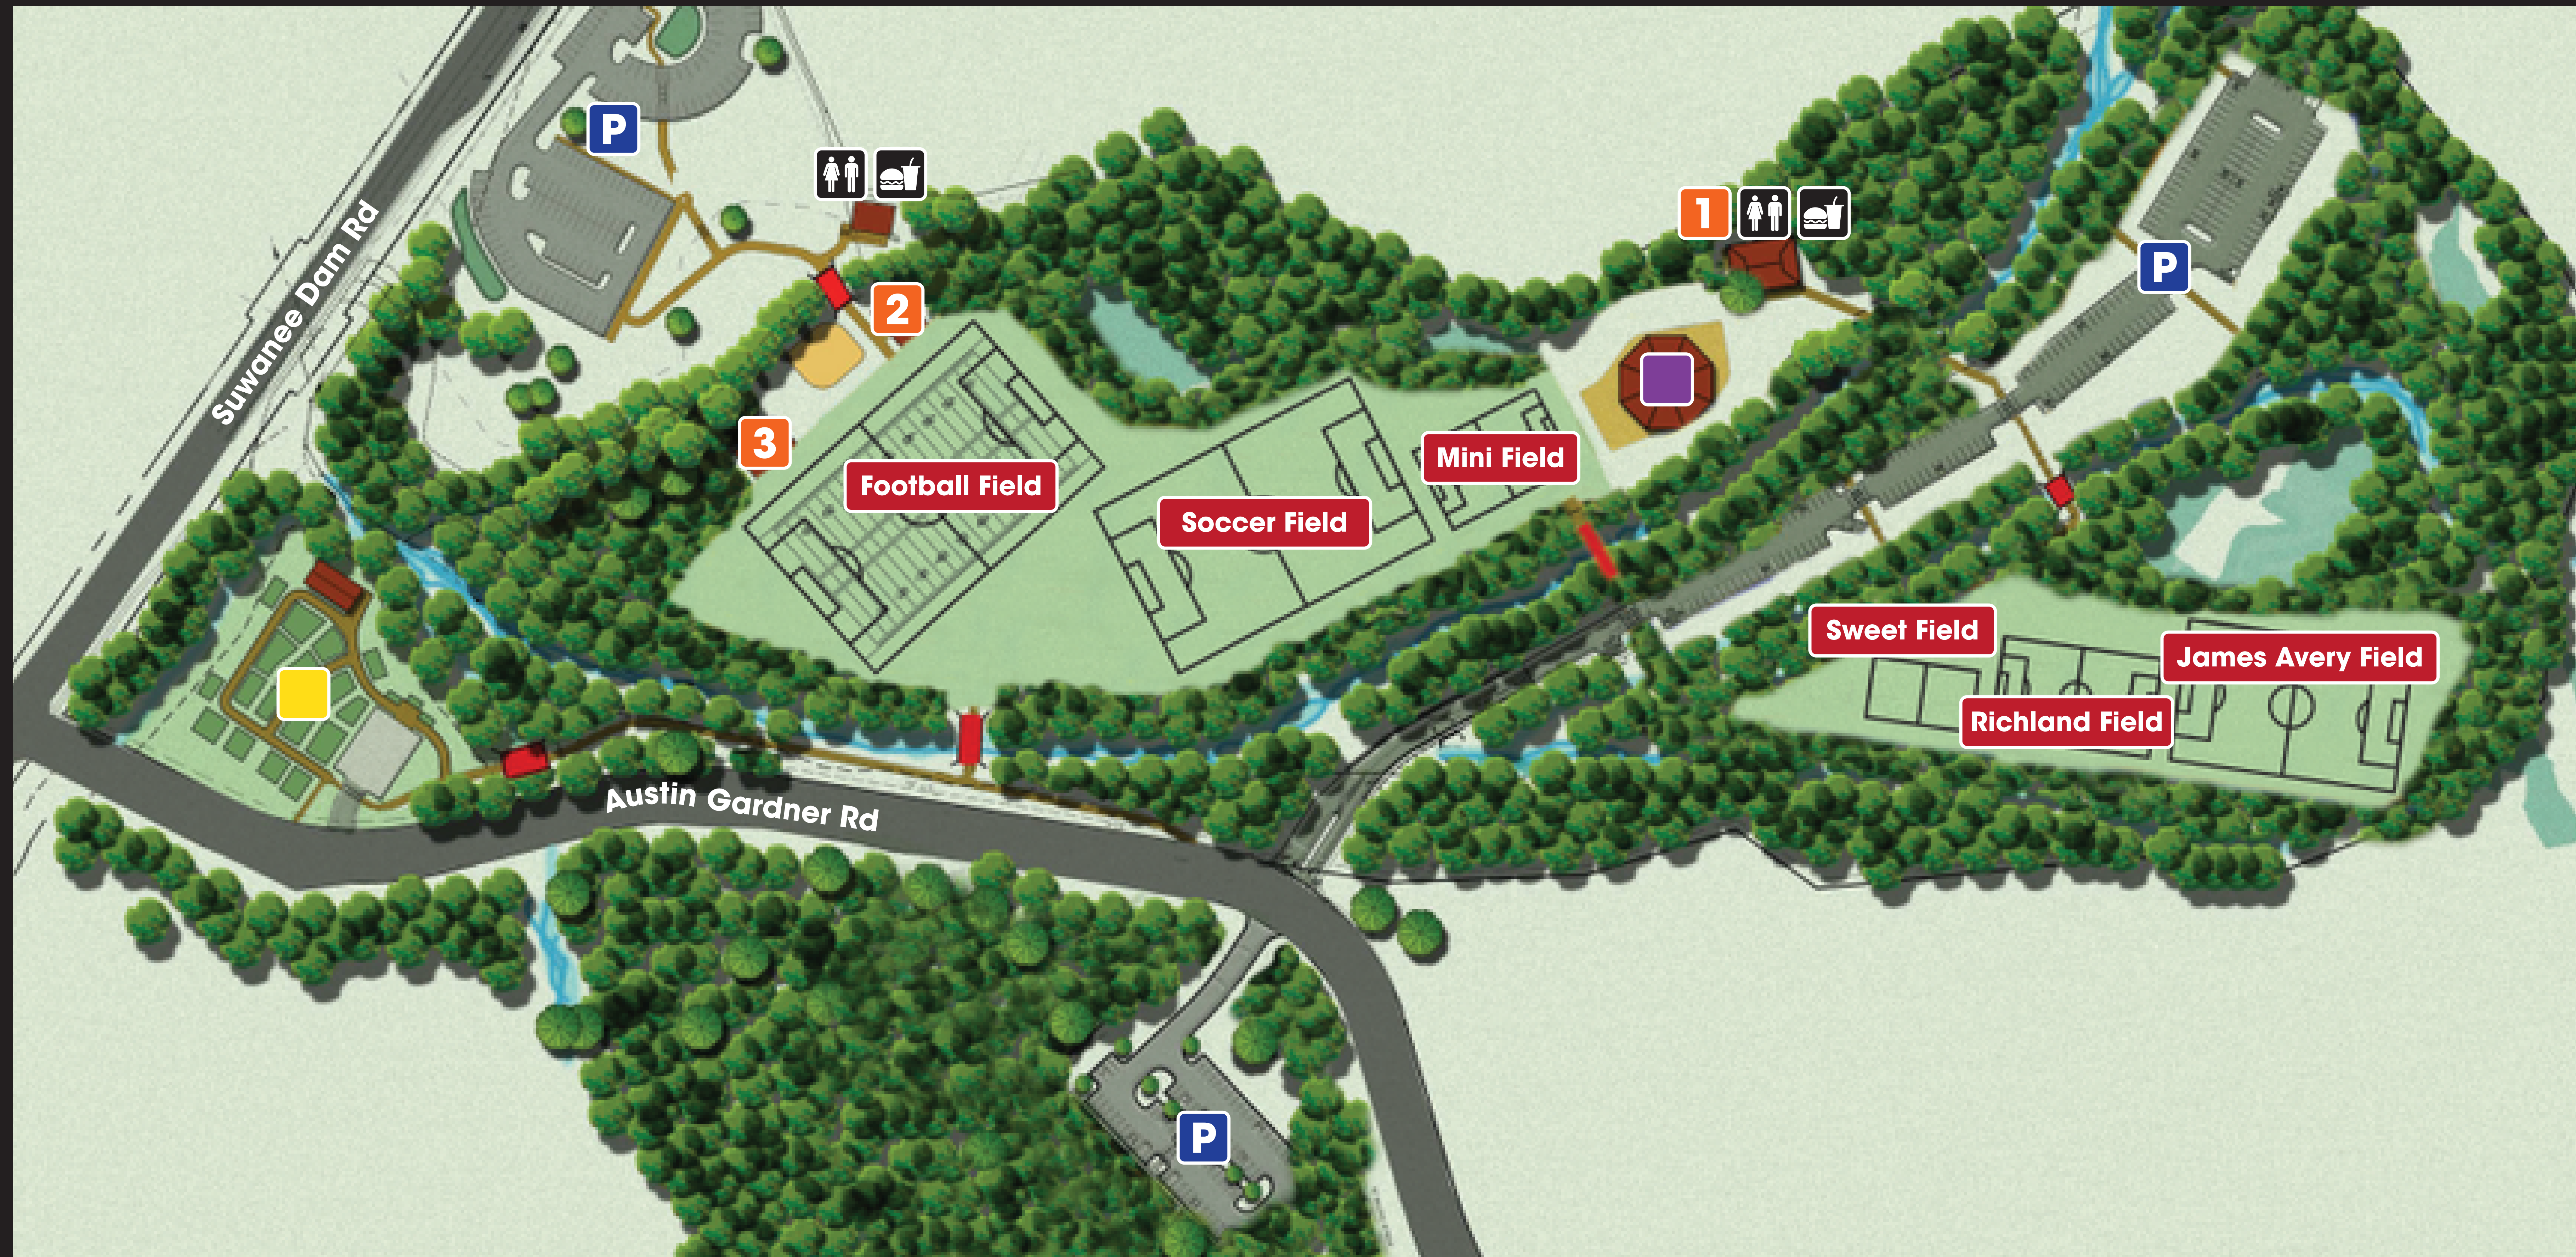 P
1
P
Suwanee Dam Rd
2
3
Mini Field
Football Field
Soccer Field
Sweet Field
James Avery Field
Richland Field
Austin Gardner Rd
P